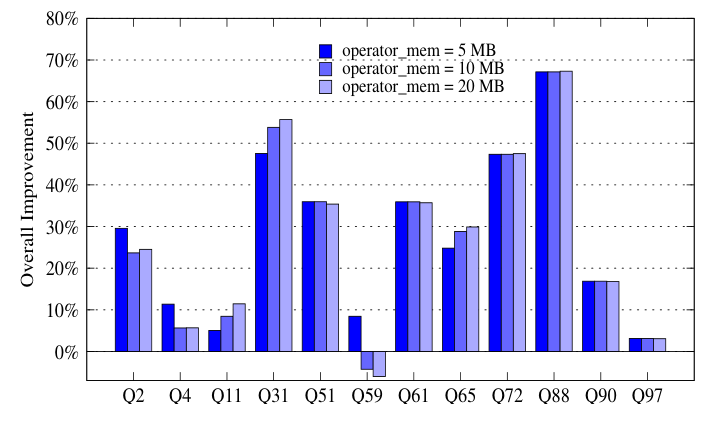 80%
70%
60%
50%
40%
30%
20%
10%
0%
Overall Improvement
operator_mem = 5 MB
operator_mem = 10 MB
operator_mem = 20 MB
Q2 Q4 Q11 Q31 Q51 Q59 Q61 Q65 Q72 Q88 Q90 Q97